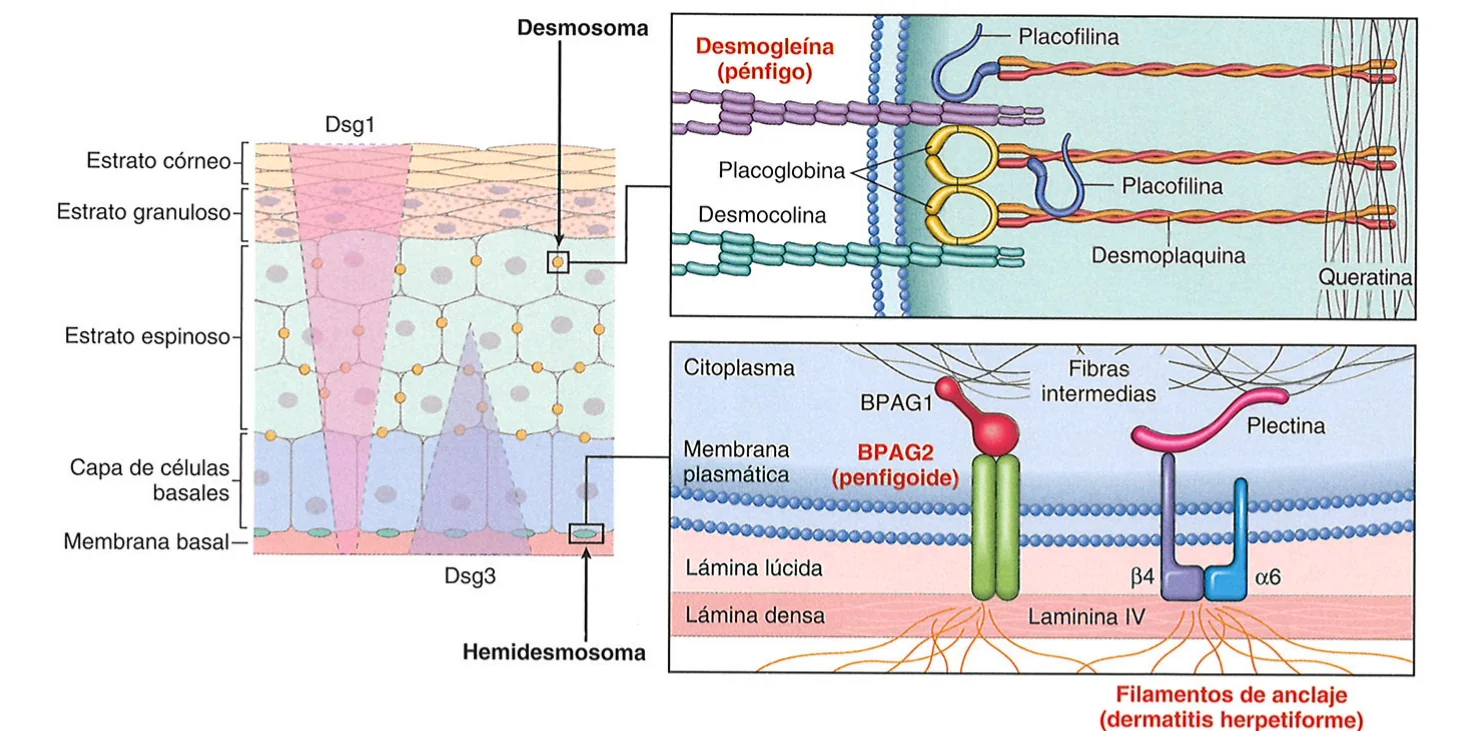 Desmosoma
Dsg1
Estrato córneo
Estrato granuloso
Estrato espinoso
Capa de células
basales
Membrana basal
Dsg3
Hemidesmosoma
Desmogleína
(pénfigo)
Placofilina
Placoglobina
Placofilina
Desmocolina
Desmoplaquina
Queratina
Citoplasma
Fibras
intermedias
BPAG1
Plectina
Membrana
plasmática
BPAG2
(penfigoide)
Lámina lúcida
β4
α6
Lámina densa
Laminina IV
Filamentos de anclaje
(dermatitis herpetiforme)